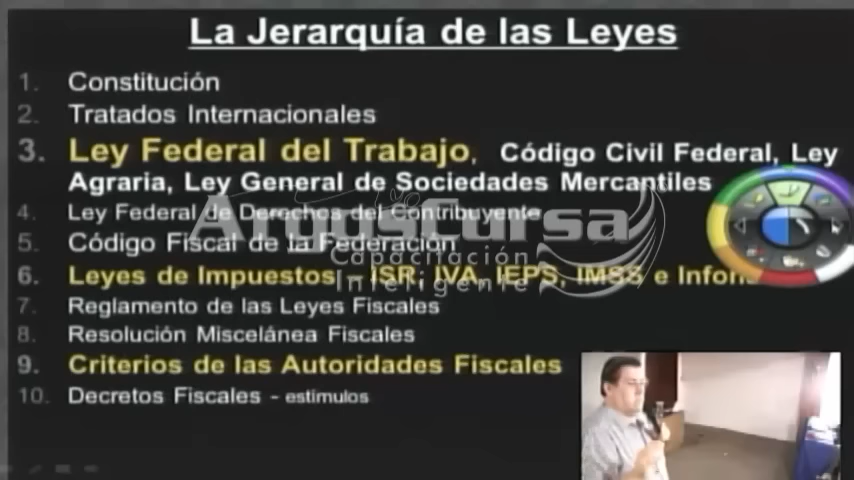 La Jerarquía de las Leyes
1. Constitución
2. Tratados Internacionales
3. Ley Federal del Trabajo, Código Civil Federal, Ley
Agraria, Ley General de Sociedades Mercantiles
4. Ley Federal de Derechos del Contribuyente
5. Código Fiscal de la Federación
6. Leyes de Impuestos – ISR, IVA, IEPS, IMSS e Infon
7. Reglamento de las Leyes Fiscales
8. Resolución Miscelánea Fiscales
9. Criterios de las Autoridades Fiscales
10. Decretos Fiscales - estímulos
ArgusCursa
Capacitación
Inteligente